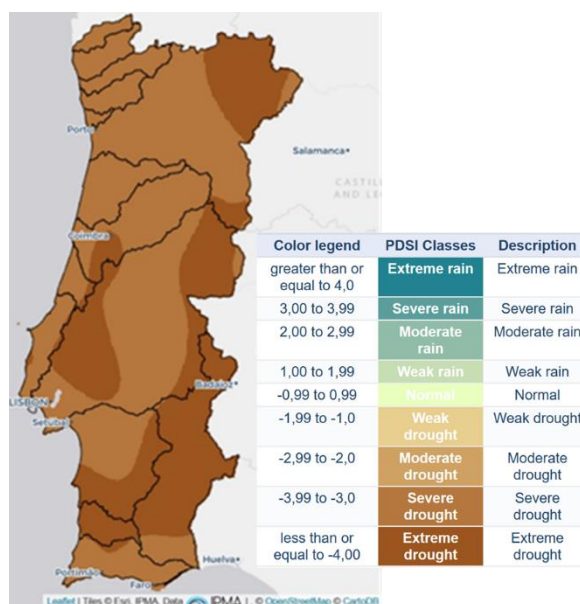 Porto
Salamanca
CASTIL
AND LE
Coimbra
Badajoz
LISBON
Setubal
Huelva
Portimão
Faro
Leaflet | Tiles © Esri, IPMA, Data IPMA | © OpenStreetMap © CartoDB
Color legend PDSI Classes Description
greater than or equal to 4,0 Extreme rain Extreme rain
3,00 to 3,99 Severe rain Severe rain
2,00 to 2,99 Moderate rain Moderate rain
1,00 to 1,99 Weak rain Weak rain
-0,99 to 0,99 Normal Normal
-1,99 to -1,0 Weak drought Weak drought
-2,99 to -2,0 Moderate drought Moderate drought
-3,99 to -3,0 Severe drought Severe drought
less than or equal to -4,00 Extreme drought Extreme drought